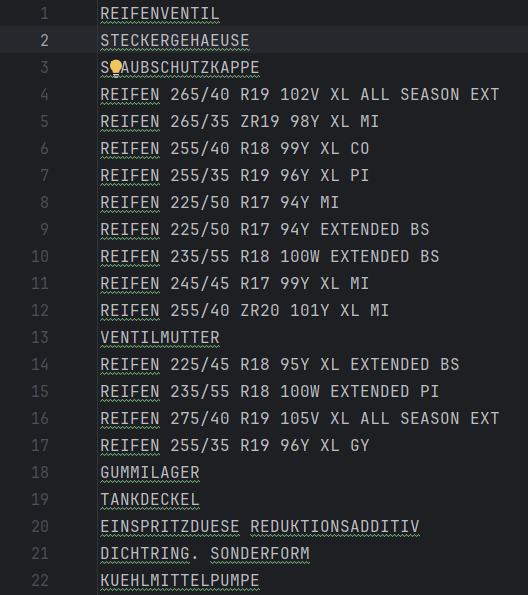 1 REIFENVENTIL
2 STECKERGEHAEUSE
3 S AUBSCHUTZKAPPE
4 REIFEN 265/40 R19 102V XL ALL SEASON EXT
5 REIFEN 265/35 ZR19 98Y XL MI
6 REIFEN 255/40 R18 99Y XL CO
7 REIFEN 255/35 R19 96Y XL PI
8 REIFEN 225/50 R17 94Y MI
9 REIFEN 225/50 R17 94Y EXTENDED BS
10 REIFEN 235/55 R18 100W EXTENDED BS
11 REIFEN 245/45 R17 99Y XL MI
12 REIFEN 255/40 ZR20 101Y XL MI
13 VENTILMUTTER
14 REIFEN 225/45 R18 95Y XL EXTENDED BS
15 REIFEN 235/55 R18 100W EXTENDED PI
16 REIFEN 275/40 R19 105V XL ALL SEASON EXT
17 REIFEN 255/35 R19 96Y XL GY
18 GUMMILAGER
19 TANKDECKEL
20 EINSPRITZDUESE REDUKTIONSADDITIV
21 DICHTRING. SONDERFORM
22 KUEHLMITTELPUMPE